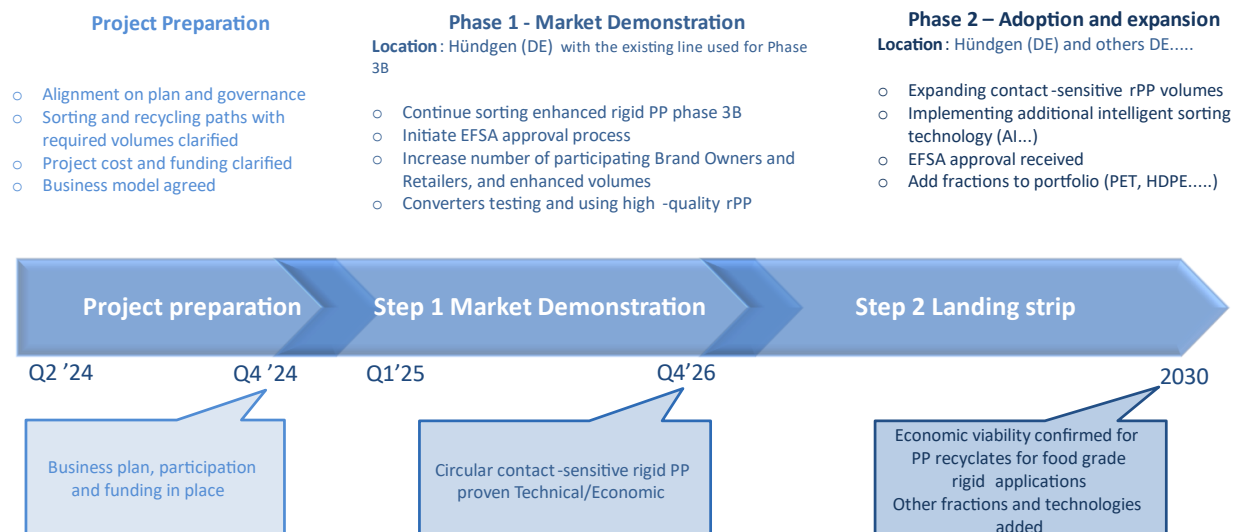 Project Preparation
○ Alignment on plan and governance
○ Sorting and recycling paths with
required volumes clarified
○ Project cost and funding clarified
○ Business model agreed
Phase 1 - Market Demonstration
Location : Hündgen (DE) with the existing line used for Phase
3B
○ Continue sorting enhanced rigid PP phase 3B
○ Initiate EFSA approval process
○ Increase number of participating Brand Owners and
Retailers, and enhanced volumes
○ Converters testing and using high -quality rPP
Phase 2 – Adoption and expansion
Location : Hündgen (DE) and others DE.....
○ Expanding contact -sensitive rPP volumes
○ Implementing additional intelligent sorting
technology (AI...)
○ EFSA approval received
○ Add fractions to portfolio (PET, HDPE.....)
Project preparation
Step 1 Market Demonstration
Step 2 Landing strip
Q2 ’24
Q4 ’24
Q1’25
Q4’26
2030
Business plan, participation
and funding in place
Circular contact -sensitive rigid PP
proven Technical/Economic
Economic viability confirmed for
PP recyclates for food grade
rigid applications
Other fractions and technologies
added